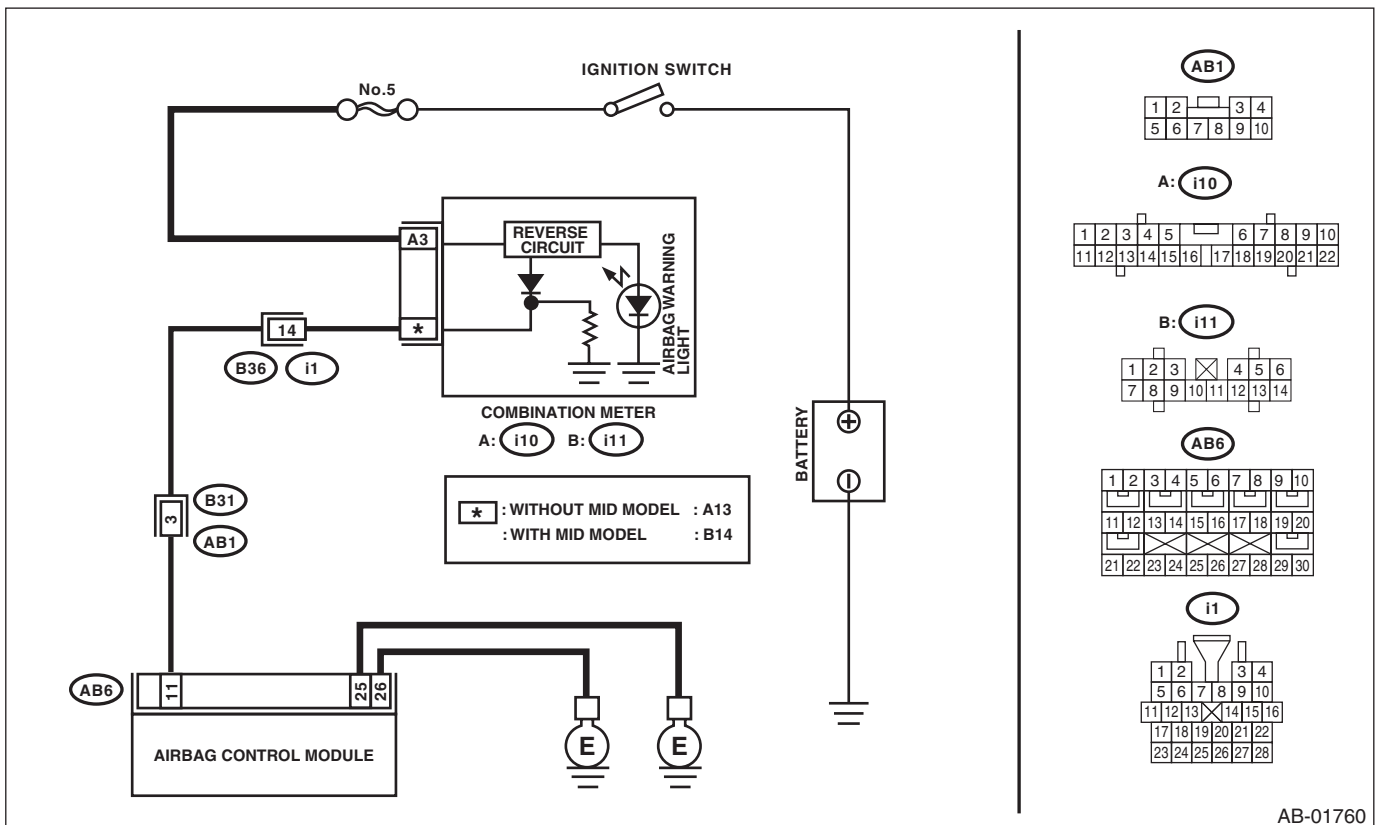 IGNITION SWITCH
No.5
A3
REVERSE
CIRCUIT
AIRBAG WARNING
LIGHT
14
*
B36 i1
COMBINATION METER
A: i10 B: i11
BATTERY
+
−
* : WITHOUT MID MODEL : A13
: WITH MID MODEL : B14
3
B31
AB1
AB6
11
25
26
AIRBAG CONTROL MODULE
E E
AB1
1 2 3 4
5 6 7 8 9 10
A: i10
1 2 3 4 5 6 7 8 9 10
11 12 13 14 15 16 17 18 19 20 21 22
B: i11
1 2 3 4 5 6
7 8 9 10 11 12 13 14
AB6
1 2 3 4 5 6 7 8 9 10
11 12 13 14 15 16 17 18 19 20
21 22 23 24 25 26 27 28 29 30
i1
1 2 3 4
5 6 7 8 9 10
11 12 13 14 15 16
17 18 19 20 21 22
23 24 25 26 27 28
AB-01760